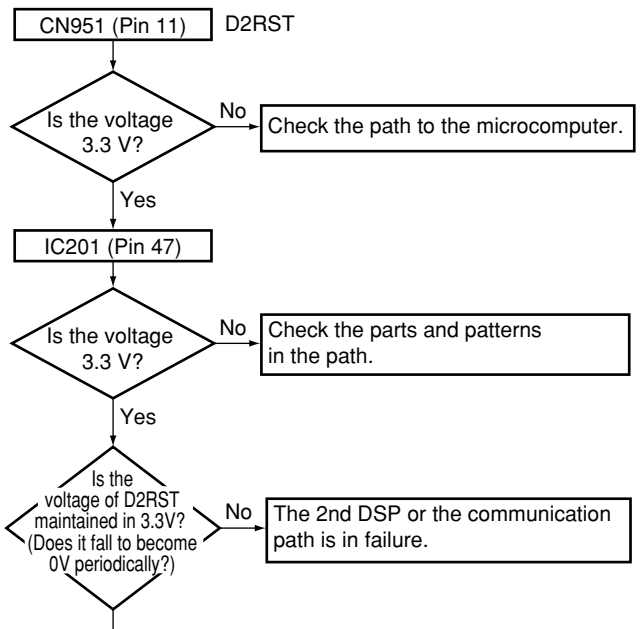 CN951 (Pin 11) D2RST
Is the voltage
3.3 V?
No
Check the path to the microcomputer.
Yes
IC201 (Pin 47)
Is the voltage
3.3 V?
No
Check the parts and patterns
in the path.
Yes
Is the
voltage of D2RST
maintained in 3.3V?
(Does it fall to become
0V periodically?)
No
The 2nd DSP or the communication
path is in failure.